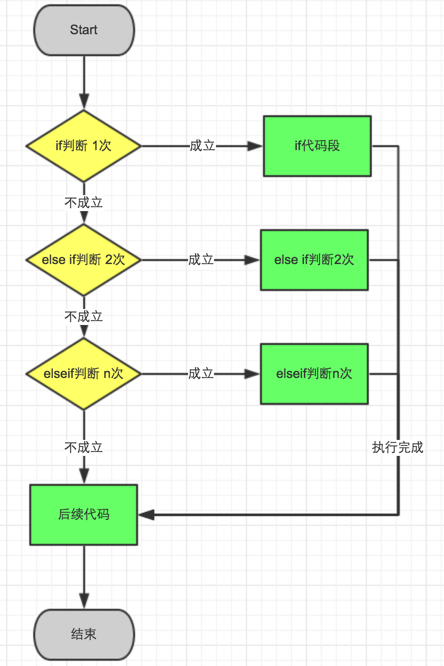 Start
if判断 1次
成立
if代码段
不成立
else if判断 2次
成立
else if判断2次
不成立
elseif判断 n次
成立
elseif判断n次
不成立
执行完成
后续代码
结束